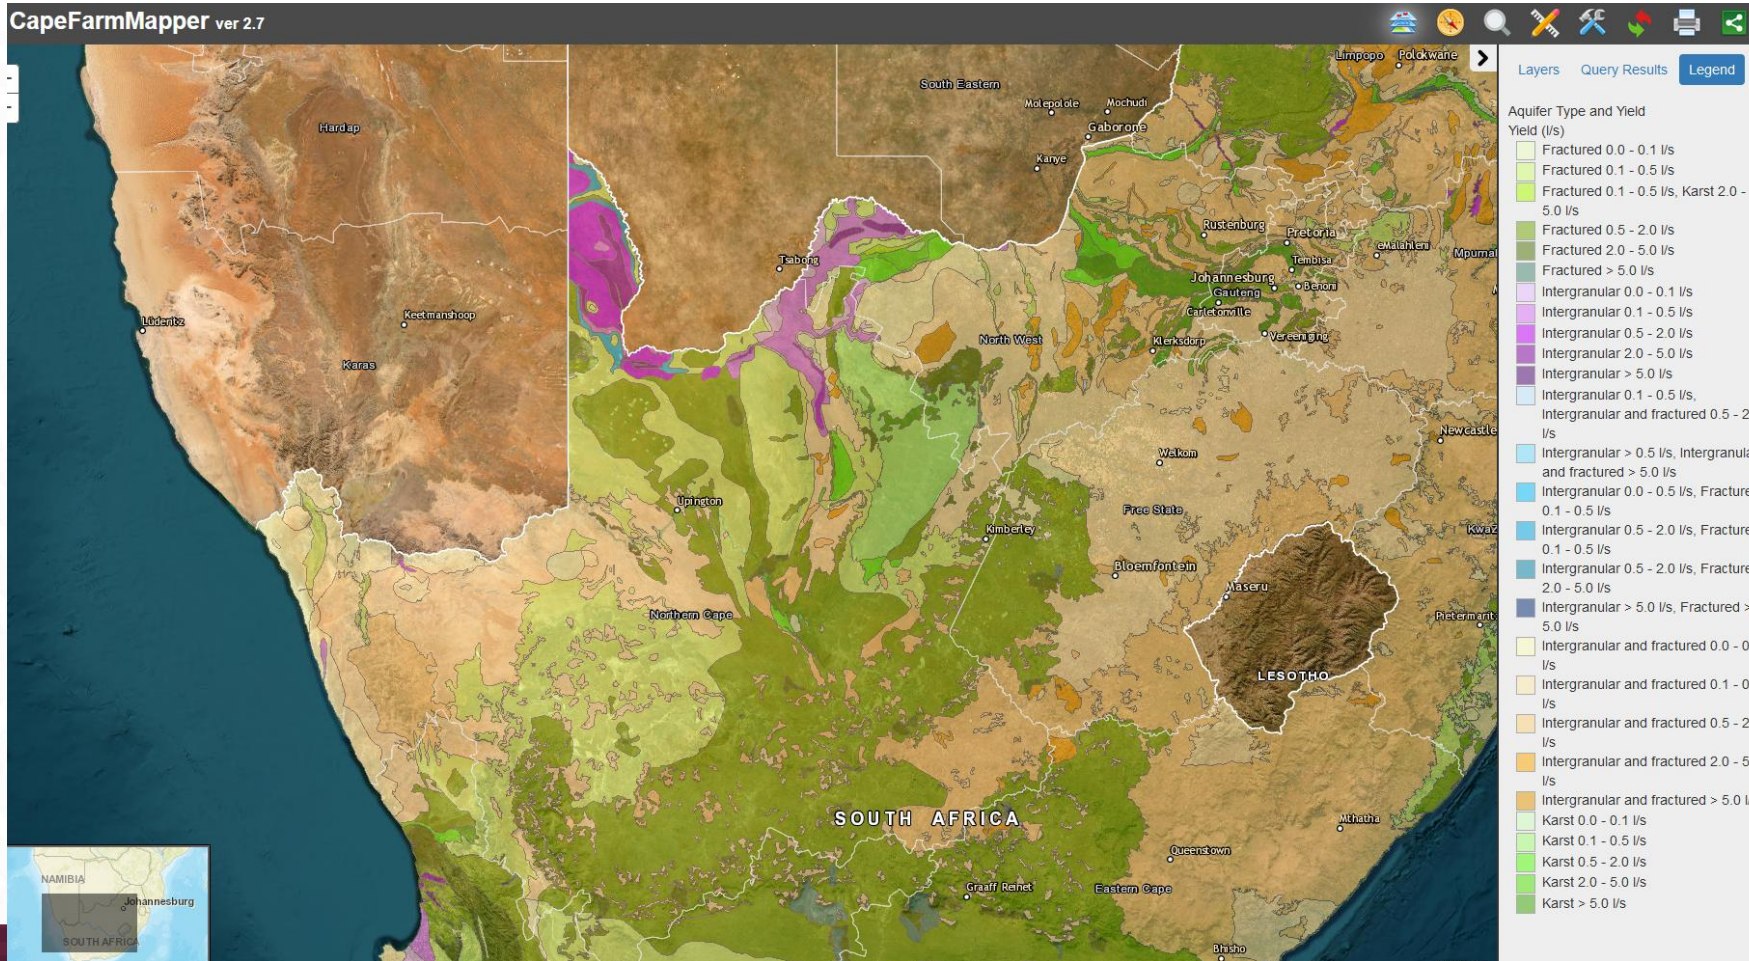 CapeFarmMapper ver 2.7
Layers Query Results Legend
Aquifer Type and Yield
Yield (l/s)
Fractured 0.0 - 0.1 l/s
Fractured 0.1 - 0.5 l/s
Fractured 0.1 - 0.5 l/s, Karst 2.0 -
5.0 l/s
Fractured 0.5 - 2.0 l/s
Fractured 2.0 - 5.0 l/s
Fractured > 5.0 l/s
Intergranular 0.0 - 0.1 l/s
Intergranular 0.1 - 0.5 l/s
Intergranular 0.5 - 2.0 l/s
Intergranular 2.0 - 5.0 l/s
Intergranular > 5.0 l/s
Intergranular 0.1 - 0.5 l/s,
Intergranular and fractured 0.5 - 2
l/s
Intergranular > 0.5 l/s, Intergranula
and fractured > 5.0 l/s
Intergranular 0.0 - 0.5 l/s, Fracture
0.1 - 0.5 l/s
Intergranular 0.5 - 2.0 l/s, Fracture
0.1 - 0.5 l/s
Intergranular 0.5 - 2.0 l/s, Fracture
2.0 - 5.0 l/s
Intergranular > 5.0 l/s, Fractured >
5.0 l/s
Intergranular and fractured 0.0 - 0
l/s
Intergranular and fractured 0.1 - 0
l/s
Intergranular and fractured 0.5 - 2
l/s
Intergranular and fractured 2.0 - 5
l/s
Intergranular and fractured > 5.0 l/
Karst 0.0 - 0.1 l/s
Karst 0.1 - 0.5 l/s
Karst 0.5 - 2.0 l/s
Karst 2.0 - 5.0 l/s
Karst > 5.0 l/s
Limpopo
Polokwane
South Eastern
Molepolole
Mochudi
Gaborone
Hardap
Kanye
Rustenburg
Pretoria
eMalahleni
Mpumal
Tsabong
Tembisa
Johannesburg
Benoni
Gauteng
Carletonville
Lüderitz
Keetmanshoop
Vereeniging
North West
Klerksdorp
Karas
Newcastle
Welkom
Upington
Free State
Kimberley
Kwaz
Bloemfontein
Maseru
Northern Cape
Pietermarit
LESOTHO
SOUTH AFRICA
Mthatha
Queenstown
Graaff Reinet
Eastern Cape
Bhisho
NAMIBIA
Johannesburg
SOUTH AFRICA